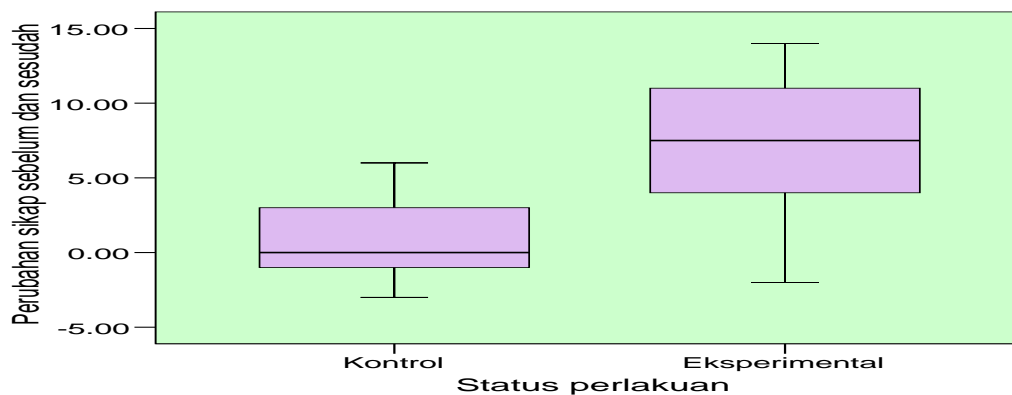 Perubahan sikap sebelum dan sesudah
15.00
10.00
5.00
0.00
-5.00
Kontrol Eksperimental
Status perlakuan